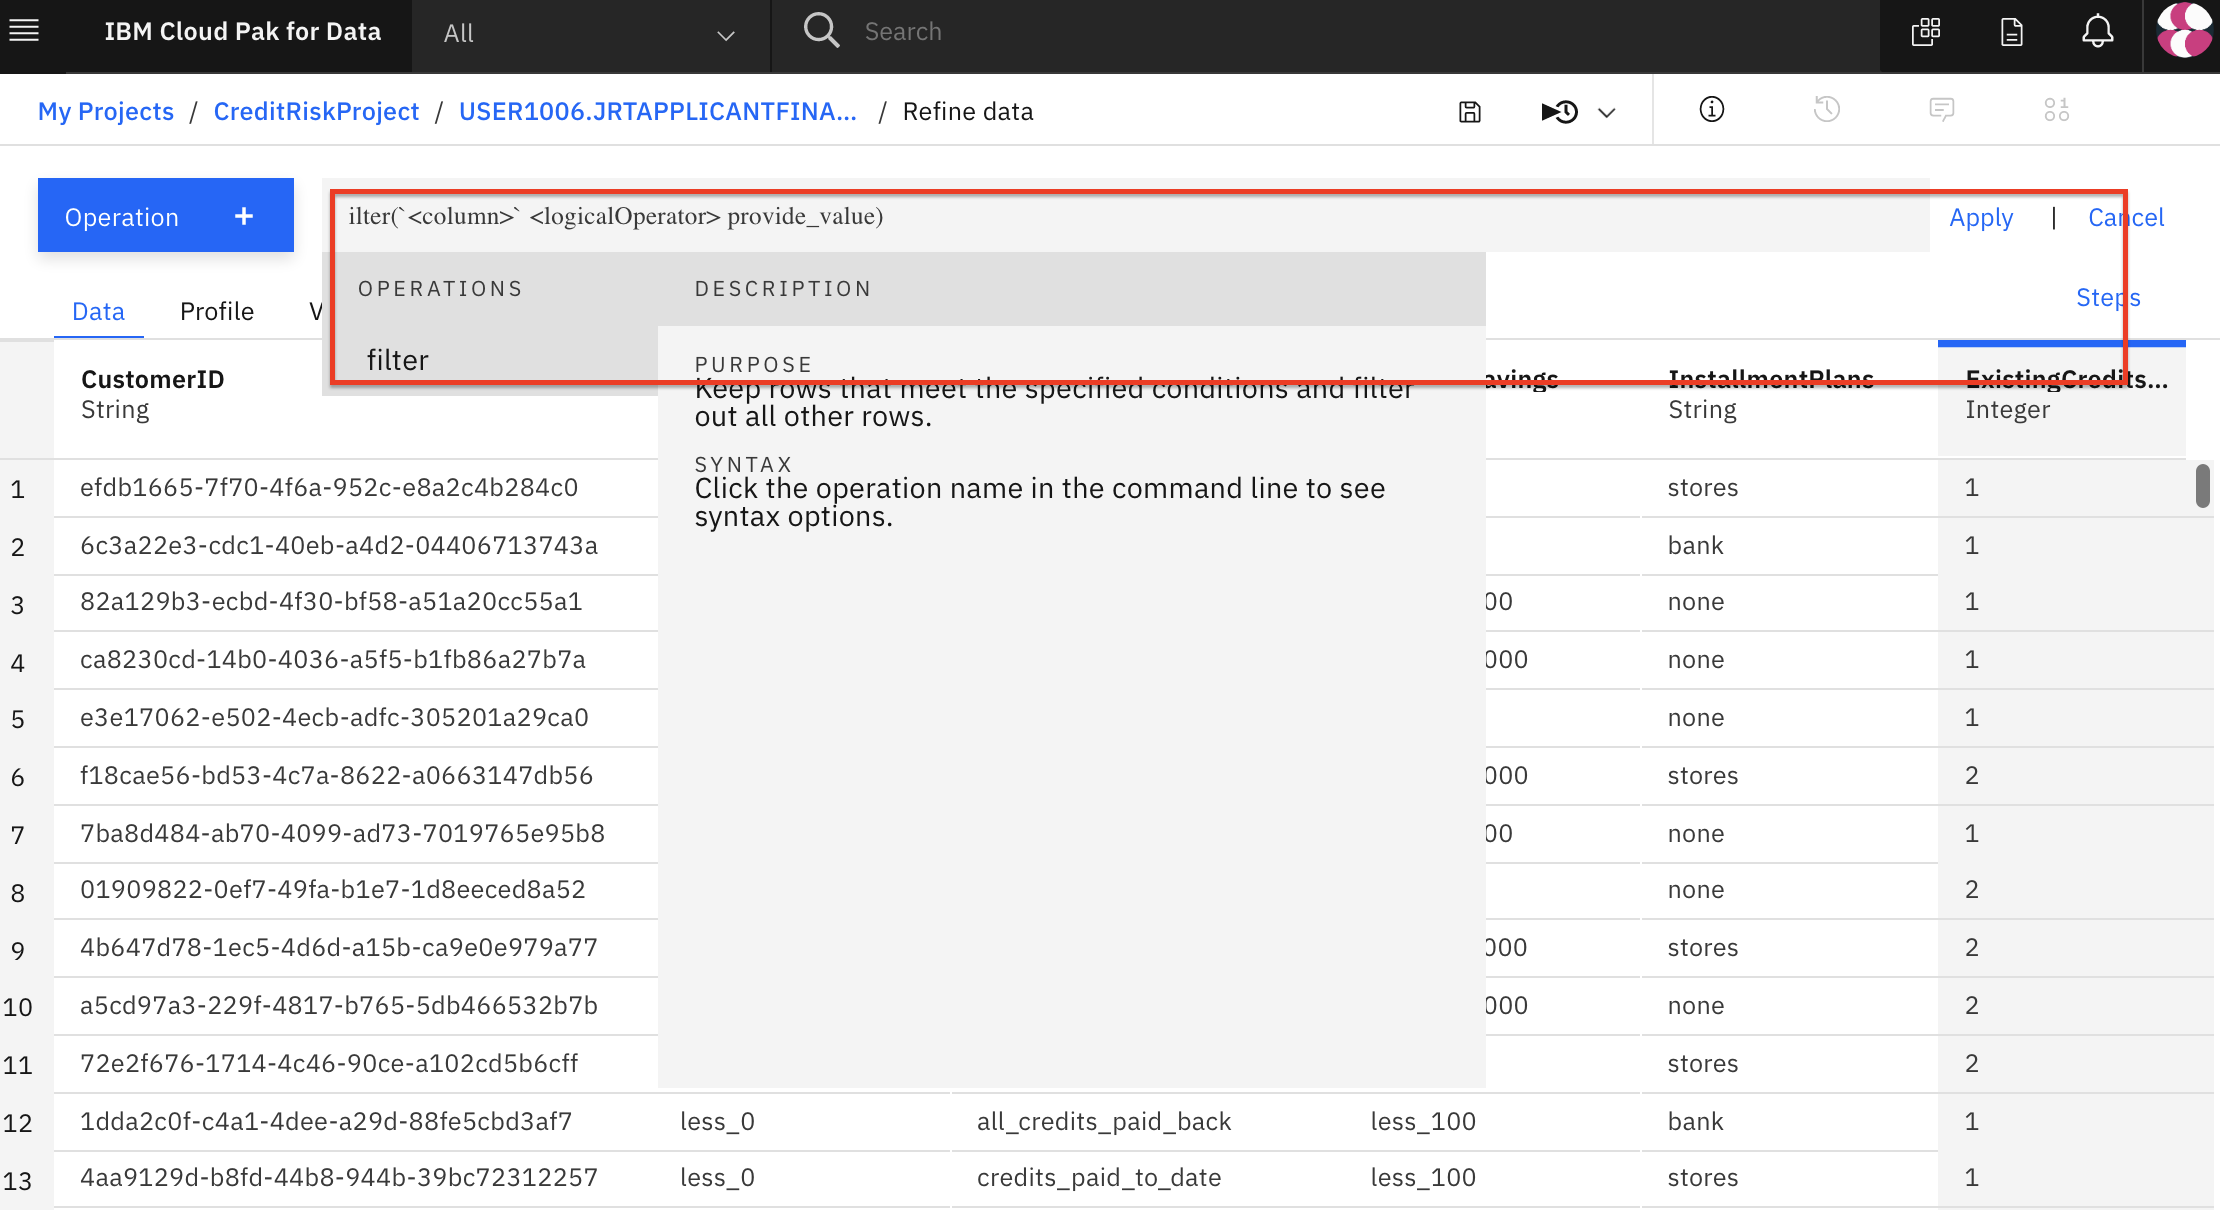 IBM Cloud Pak for Data All Search
My Projects / CreditRiskProject / USER1006.JRTAPPLICANTFINA... / Refine data
Operation + ilter(`<column>` <logicalOperator> provide_value) Apply | Cancel
OPERATIONS DESCRIPTION
Data Profile V Steps
filter
PURPOSE
Keep rows that meet the specified conditions and filter
out all other rows.
SYNTAX
Click the operation name in the command line to see
syntax options.
CustomerID avings InstallmentPlans ExistingCredits...
String String Integer
1 efdb1665-7f70-4f6a-952c-e8a2c4b284c0 stores 1
2 6c3a22e3-cdc1-40eb-a4d2-04406713743a bank 1
3 82a129b3-ecbd-4f30-bf58-a51a20cc55a1 00 none 1
4 ca8230cd-14b0-4036-a5f5-b1fb86a27b7a 000 none 1
5 e3e17062-e502-4ecb-adfc-305201a29ca0 none 1
6 f18cae56-bd53-4c7a-8622-a0663147db56 000 stores 2
7 7ba8d484-ab70-4099-ad73-7019765e95b8 00 none 1
8 01909822-0ef7-49fa-b1e7-1d8eeced8a52 none 2
9 4b647d78-1ec5-4d6d-a15b-ca9e0e979a77 000 stores 2
10 a5cd97a3-229f-4817-b765-5db466532b7b 000 none 2
11 72e2f676-1714-4c46-90ce-a102cd5b6cff stores 2
12 1dda2c0f-c4a1-4dee-a29d-88fe5cbd3af7 less_0 all_credits_paid_back less_100 bank 1
13 4aa9129d-b8fd-44b8-944b-39bc72312257 less_0 credits_paid_to_date less_100 stores 1